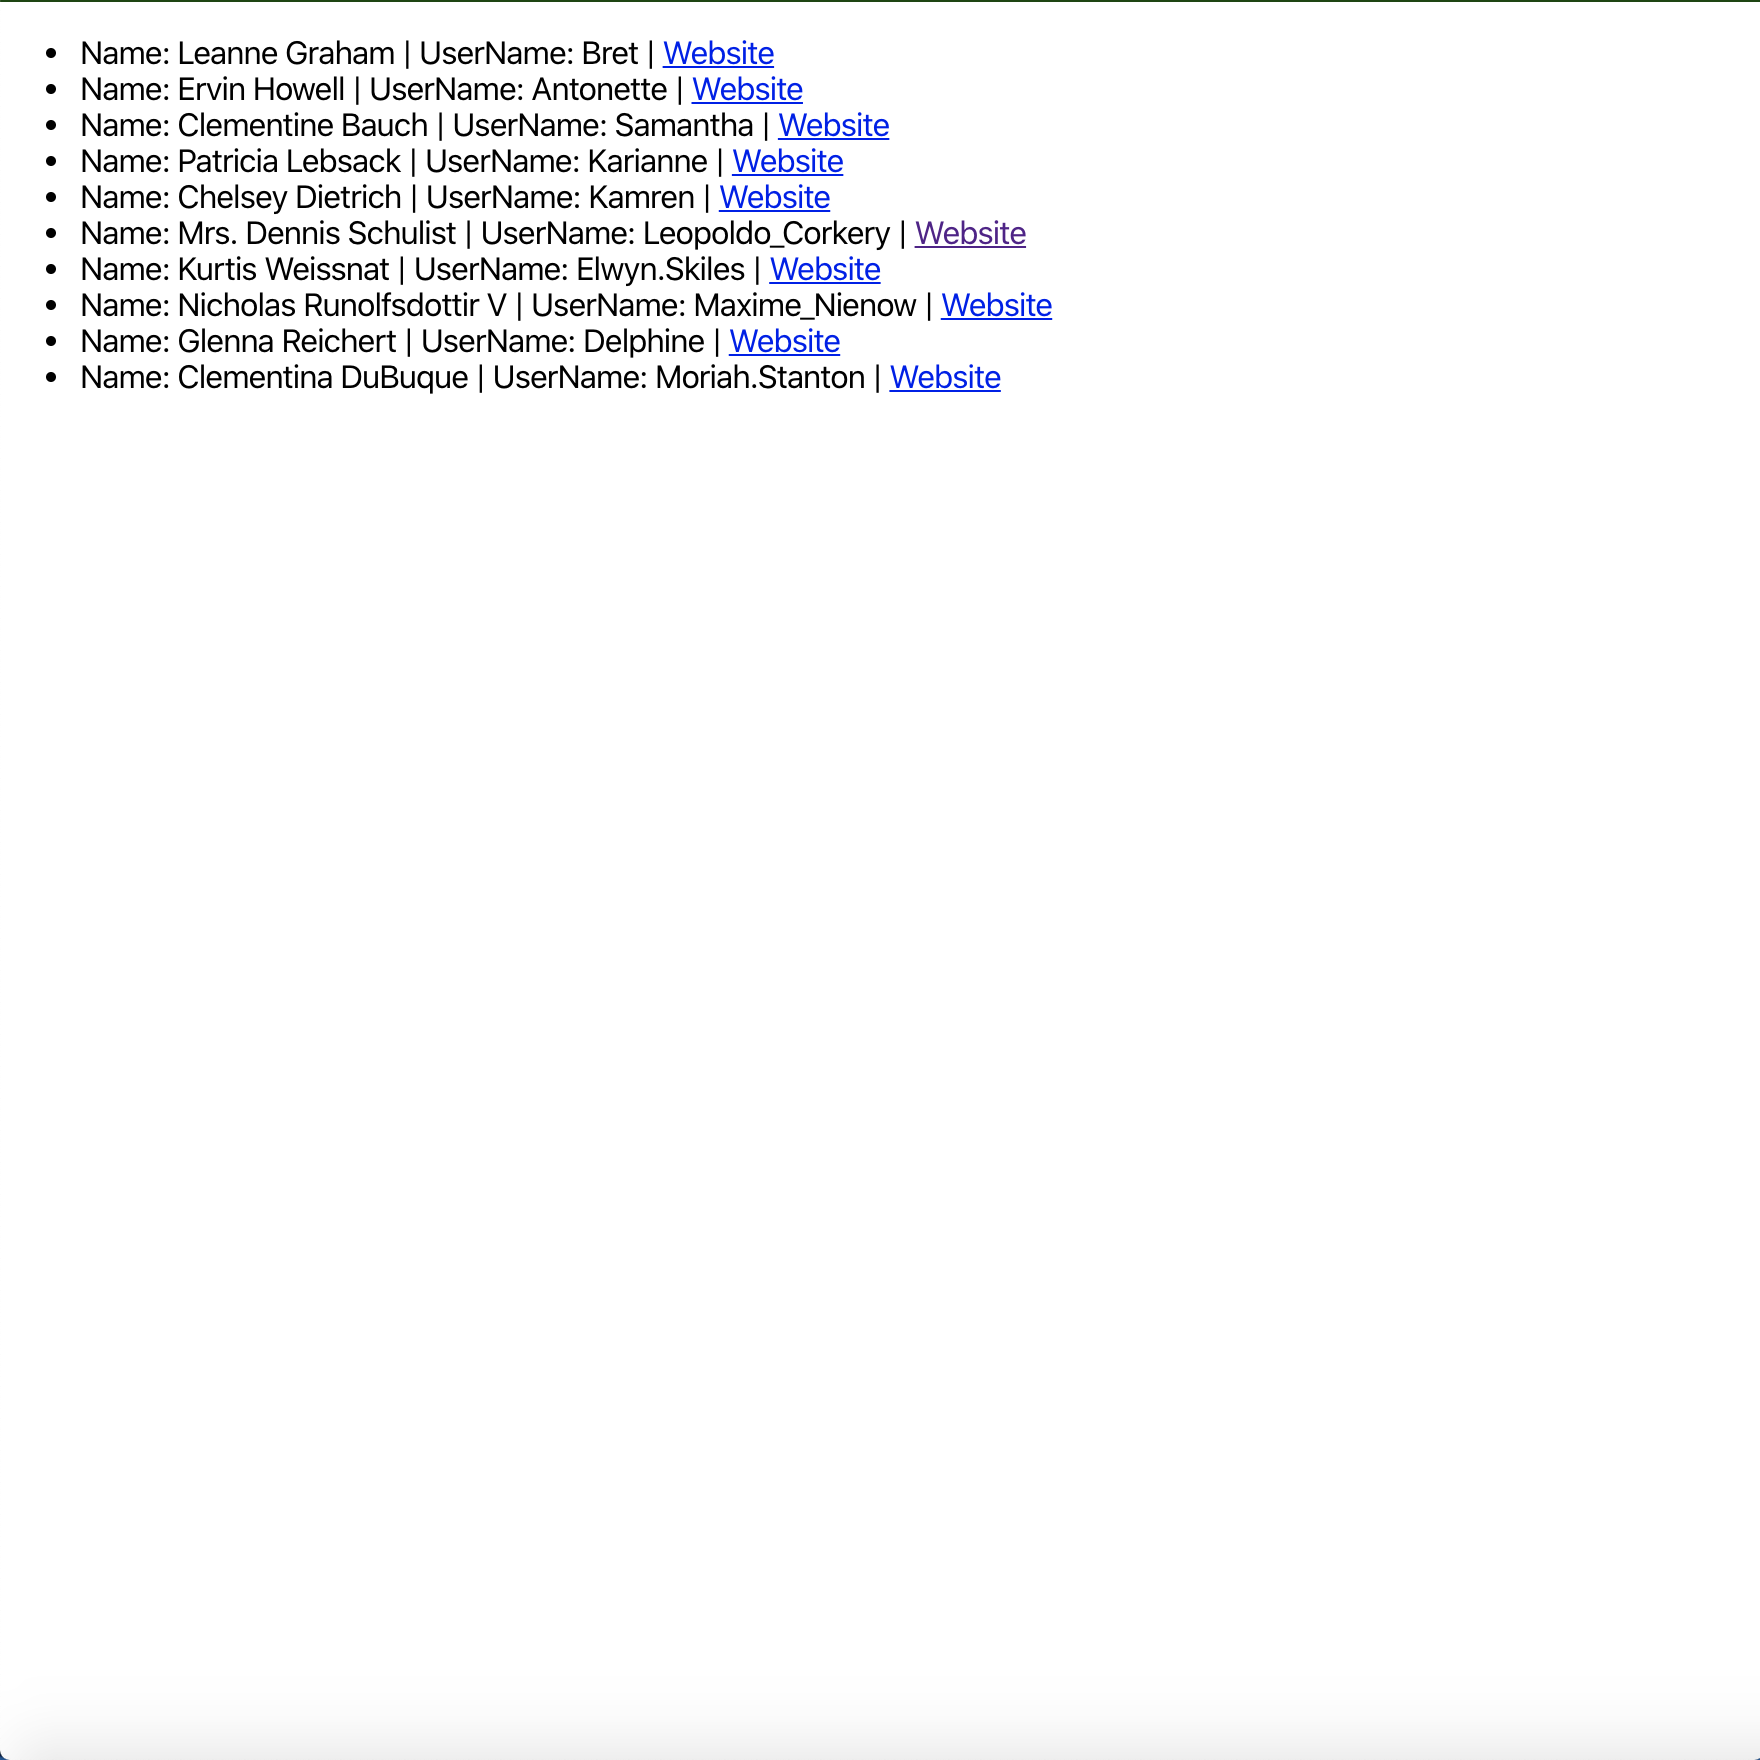 Name: Leanne Graham | UserName: Bret | Website
Name: Ervin Howell | UserName: Antonette | Website
Name: Clementine Bauch | UserName: Samantha | Website
Name: Patricia Lebsack | UserName: Karianne | Website
Name: Chelsey Dietrich | UserName: Kamren | Website
Name: Mrs. Dennis Schulist | UserName: Leopoldo_Corkery | Website
Name: Kurtis Weissnat | UserName: Elwyn.Skiles | Website
Name: Nicholas Runolfsdottir V | UserName: Maxime_Nienow | Website
Name: Glenna Reichert | UserName: Delphine | Website
Name: Clementina DuBuque | UserName: Moriah.Stanton | Website